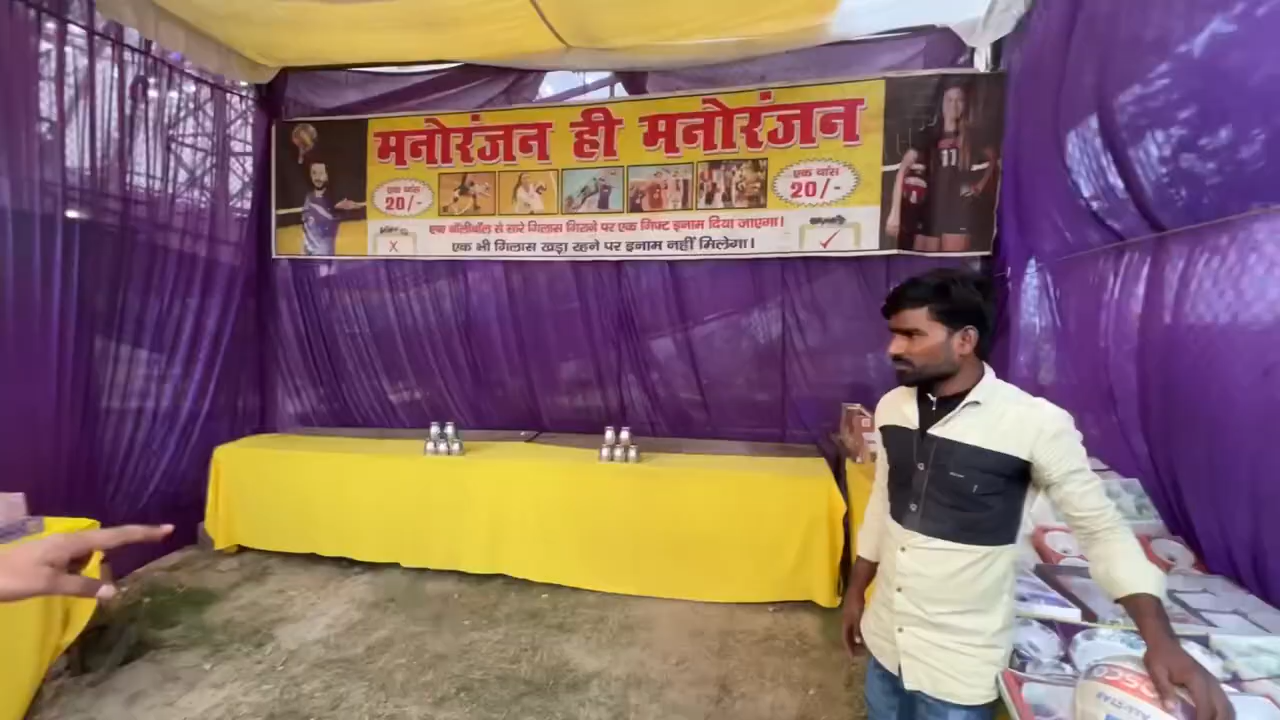 मनोरंजन ही मनोरंजन
एक चांस
20/-
एक चांस
20/-
एक वॉलीबॉल से सारे गिलास गिराने पर एक गिफ्ट इनाम दिया जाएगा।
एक भी गिलास खड़ा रहने पर इनाम नहीं मिलेगा।
11